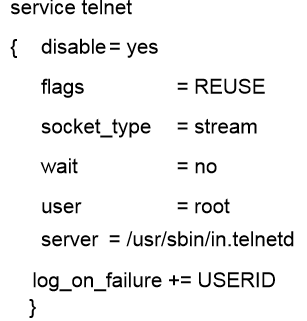 service telnet
{ disable = yes
flags = REUSE
socket_type = stream
wait = no
user = root
server = /usr/sbin/in.telnetd
log_on_failure += USERID
}